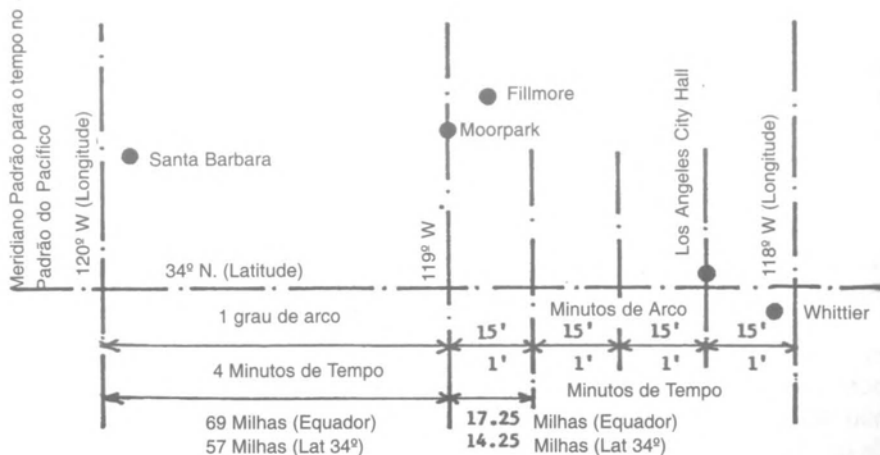 Meridiano Padrão para o tempo no
Padrão do Pacífico
120º W (Longitude)
Santa Barbara
119º W
Fillmore
Moorpark
Los Angeles City Hall
118º W (Longitude)
34º N. (Latitude)
Whittier
1 grau de arco
Minutos de Arco
15' 15' 15' 15'
4 Minutos de Tempo
1' 1' 1' 1'
Minutos de Tempo
69 Milhas (Equador)
17.25 Milhas (Equador)
57 Milhas (Lat 34º)
14.25 Milhas (Lat 34º)